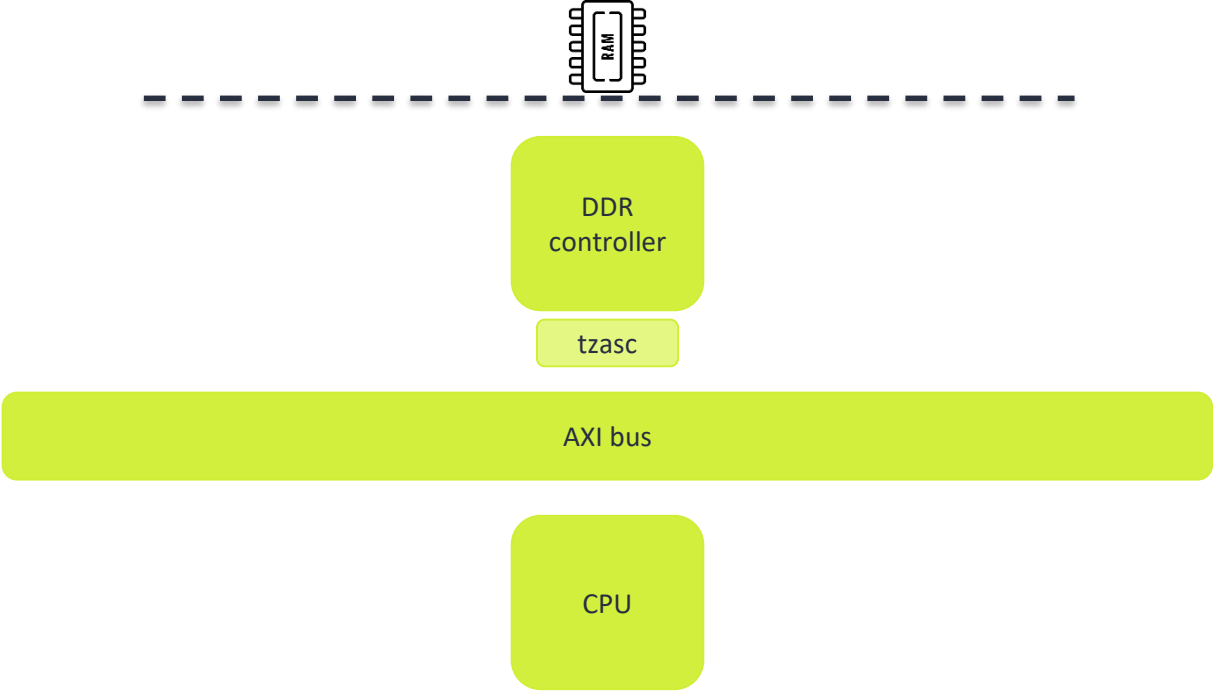 RAM
DDR
controller
tzasc
AXI bus
CPU